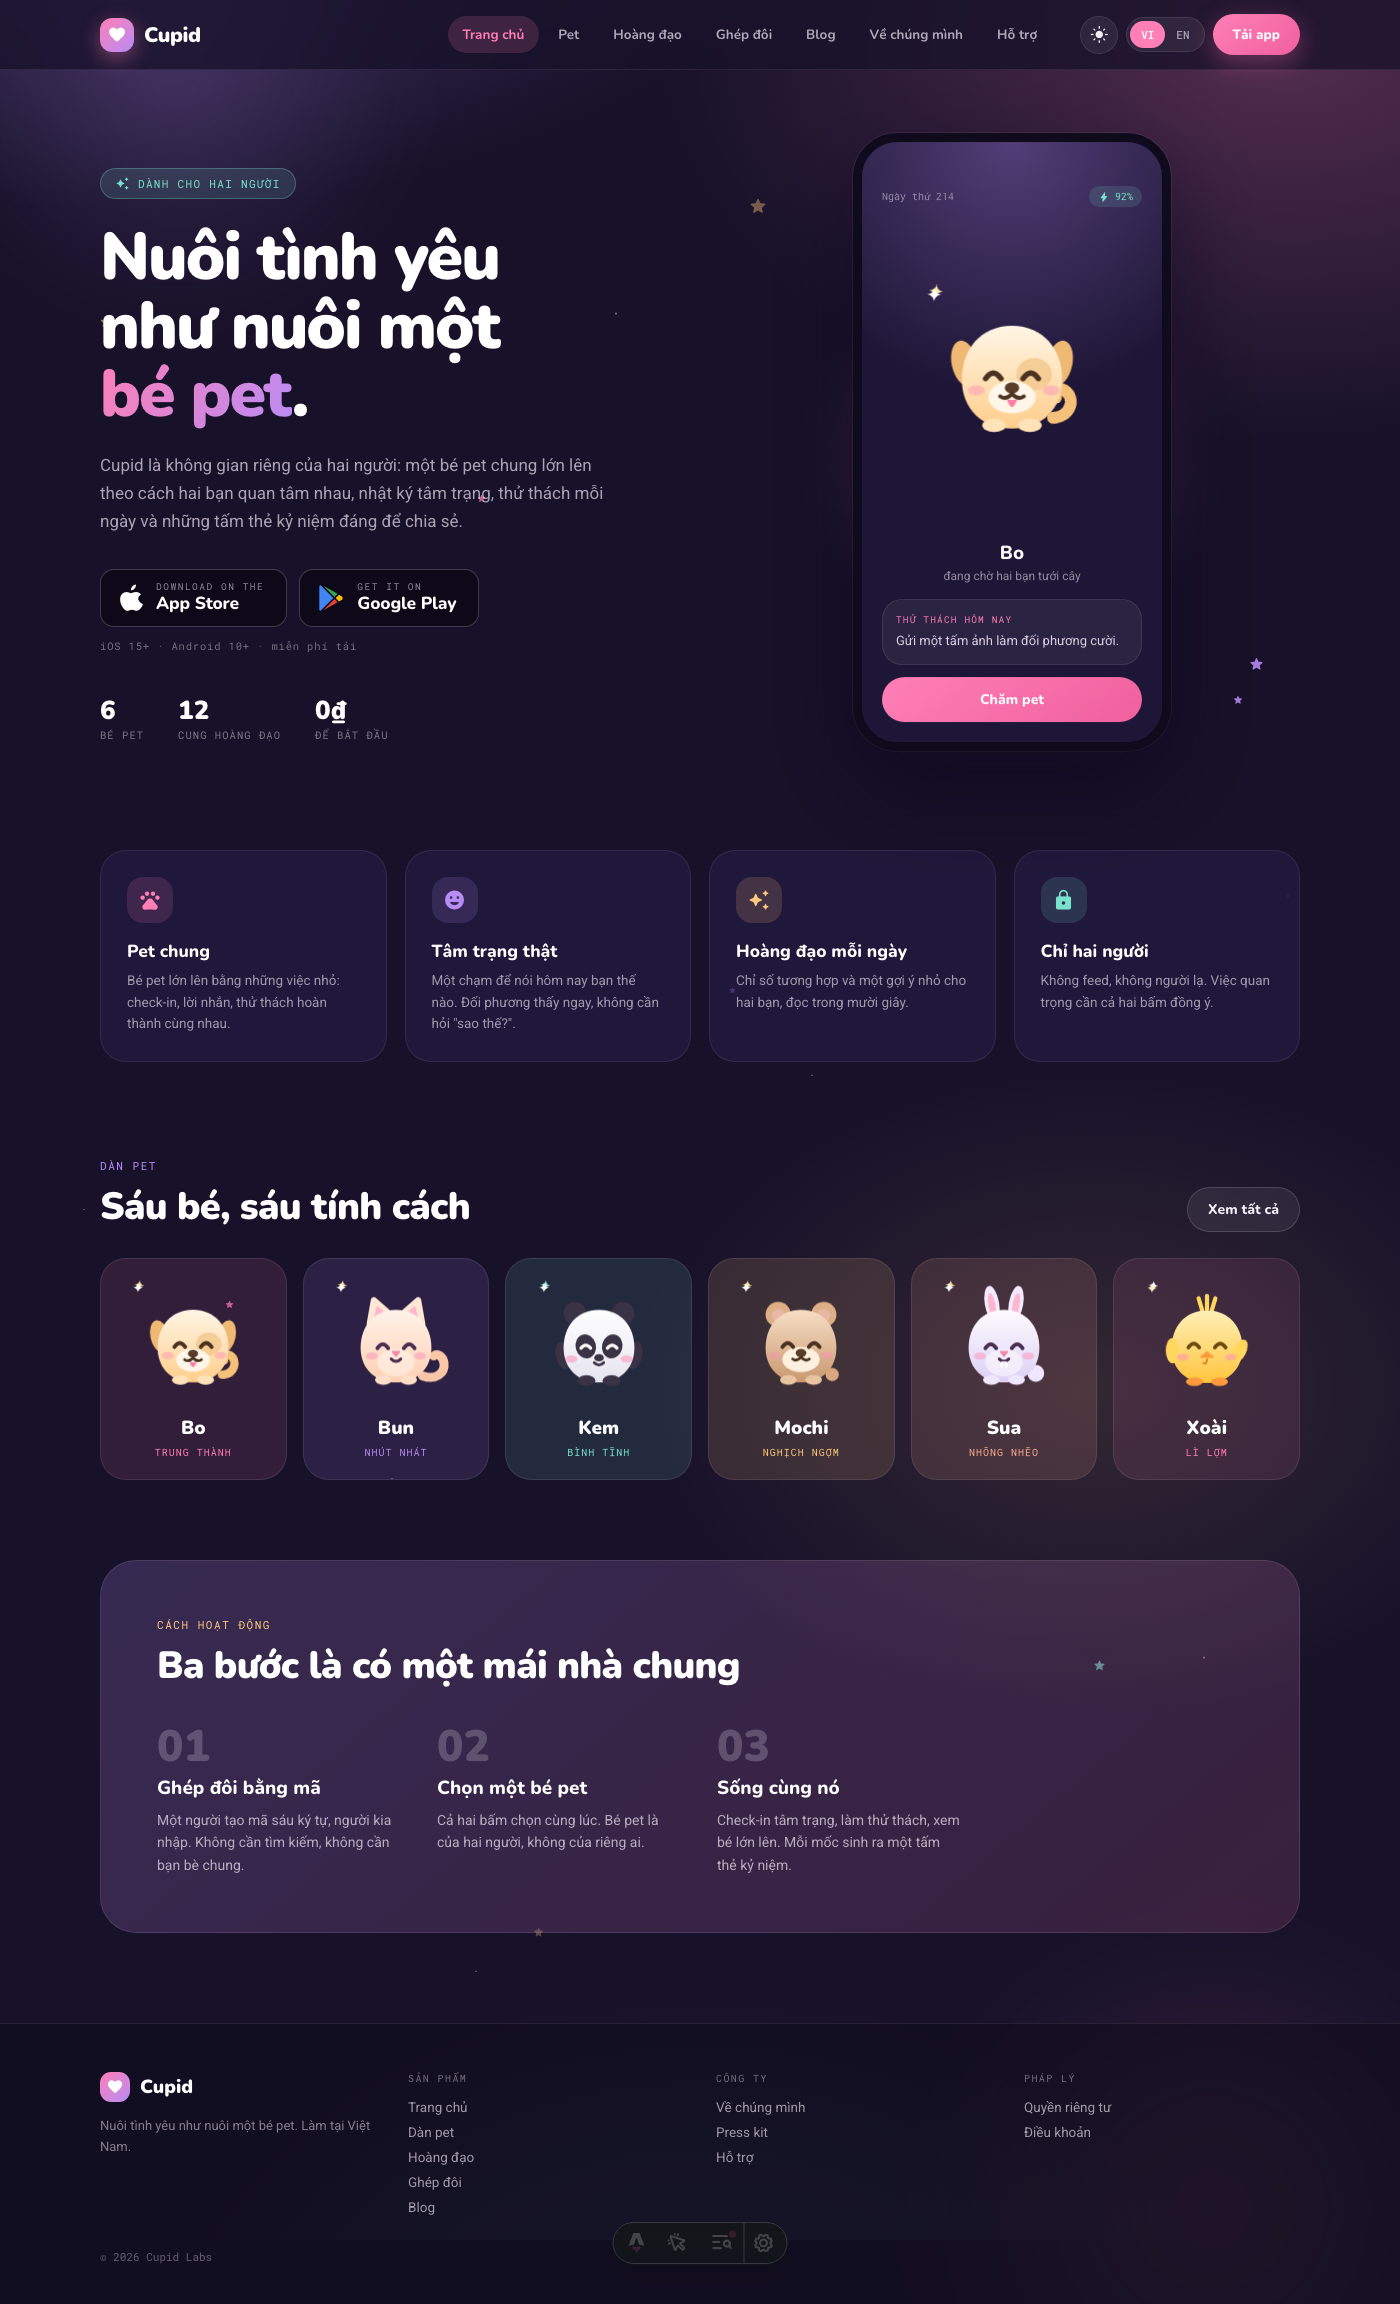 Cupid
Trang chủ
Pet
Hoàng đạo
Ghép đôi
Blog
Về chúng mình
Hỗ trợ
VI
EN
Tải app
DÀNH CHO HAI NGƯỜI
Nuôi tình yêu
như nuôi một
bé pet.
Cupid là không gian riêng của hai người: một bé pet chung lớn lên
theo cách hai bạn quan tâm nhau, nhật ký tâm trạng, thử thách mỗi
ngày và những tấm thẻ kỷ niệm đáng để chia sẻ.
DOWNLOAD ON THE
App Store
GET IT ON
Google Play
iOS 15+ · Android 10+ · miễn phí tải
6
BÉ PET
12
CUNG HOÀNG ĐẠO
0₫
ĐỂ BẮT ĐẦU
Ngày thứ 214
92%
Bo
đang chờ hai bạn tưới cây
THỬ THÁCH HÔM NAY
Gửi một tấm ảnh làm đối phương cười.
Chăm pet
Pet chung
Bé pet lớn lên bằng những việc nhỏ:
check-in, lời nhắn, thử thách hoàn
thành cùng nhau.
Tâm trạng thật
Một chạm để nói hôm nay bạn thế
nào. Đối phương thấy ngay, không cần
hỏi "sao thế?".
Hoàng đạo mỗi ngày
Chỉ số tương hợp và một gợi ý nhỏ cho
hai bạn, đọc trong mười giây.
Chỉ hai người
Không feed, không người lạ. Việc quan
trọng cần cả hai bấm đồng ý.
DÀN PET
Sáu bé, sáu tính cách
Xem tất cả
Bo
TRUNG THÀNH
Bun
NHÚT NHÁT
Kem
BÌNH TĨNH
Mochi
NGHỊCH NGỢM
Sua
NHÕNG NHẼO
Xoài
LÌ LỢM
CÁCH HOẠT ĐỘNG
Ba bước là có một mái nhà chung
01
Ghép đôi bằng mã
Một người tạo mã sáu ký tự, người kia
nhập. Không cần tìm kiếm, không cần
bạn bè chung.
02
Chọn một bé pet
Cả hai bấm chọn cùng lúc. Bé pet là
của hai người, không của riêng ai.
03
Sống cùng nó
Check-in tâm trạng, làm thử thách, xem
bé lớn lên. Mỗi mốc sinh ra một tấm
thẻ kỷ niệm.
Cupid
Nuôi tình yêu như nuôi một bé pet. Làm tại Việt
Nam.
SẢN PHẨM
Trang chủ
Dàn pet
Hoàng đạo
Ghép đôi
Blog
CÔNG TY
Về chúng mình
Press kit
Hỗ trợ
PHÁP LÝ
Quyền riêng tư
Điều khoản
© 2026 Cupid Labs